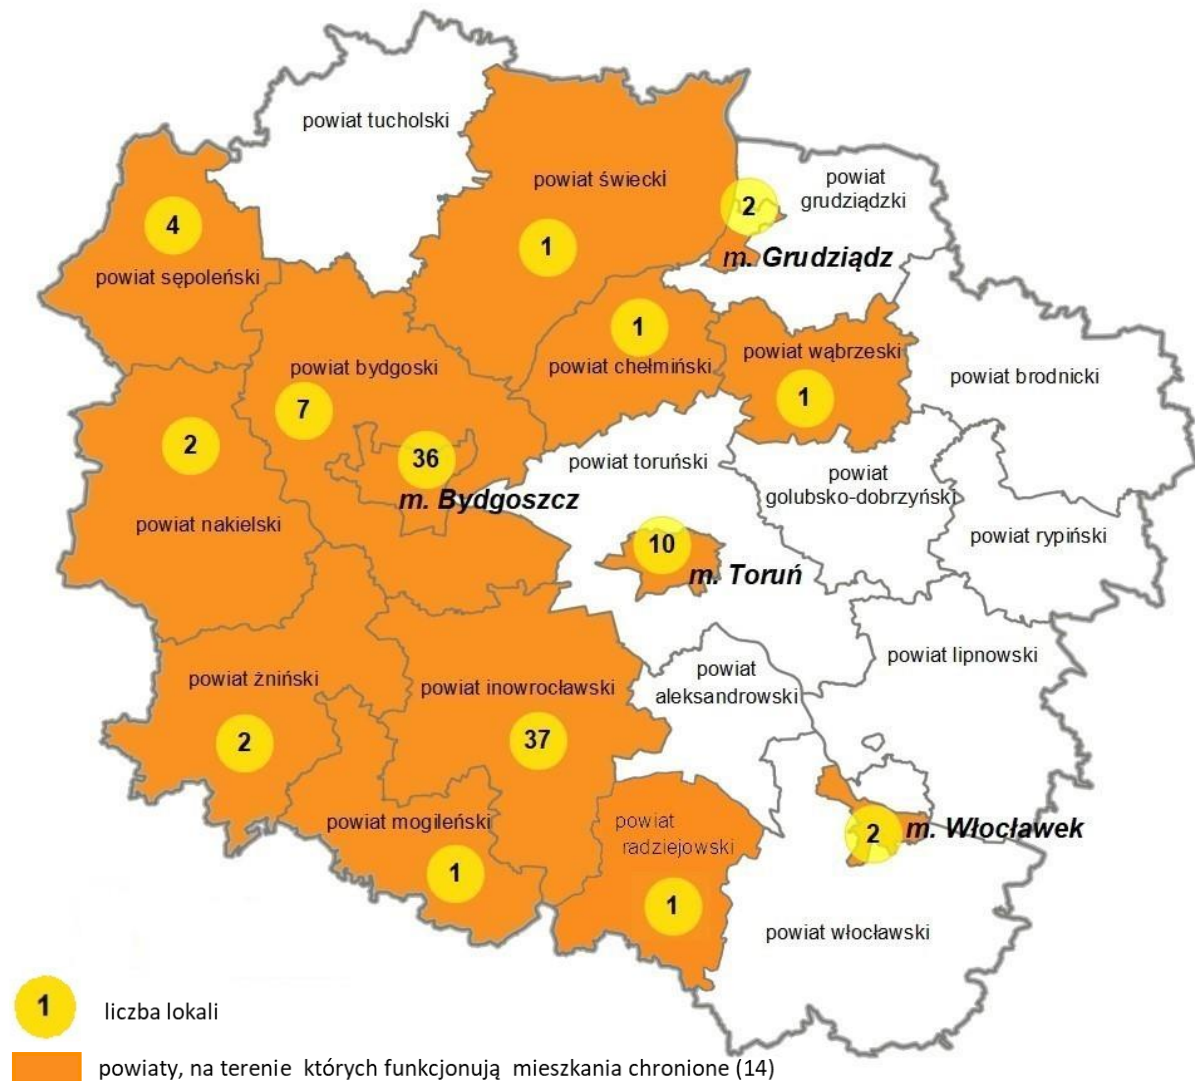 powiat tucholski
powiat świecki
powiat
grudziądzki
4
2
1
m. Grudziądz
powiat sępoleński
1
powiat wąbrzeski
powiat bydgoski
powiat chełmiński
powiat brodnicki
7
1
2
36
powiat toruński
powiat
golubsko-dobrzyński
m. Bydgoszcz
powiat nakielski
powiat rypiński
10
m. Toruń
powiat lipnowski
powiat żniński
powiat inowrocławski
powiat
aleksandrowski
2
37
powiat mogileński
powiat
radziejowski
2
m. Włocławek
1
1
powiat włocławski
1
liczba lokali
powiaty, na terenie których funkcjonują mieszkania chronione (14)